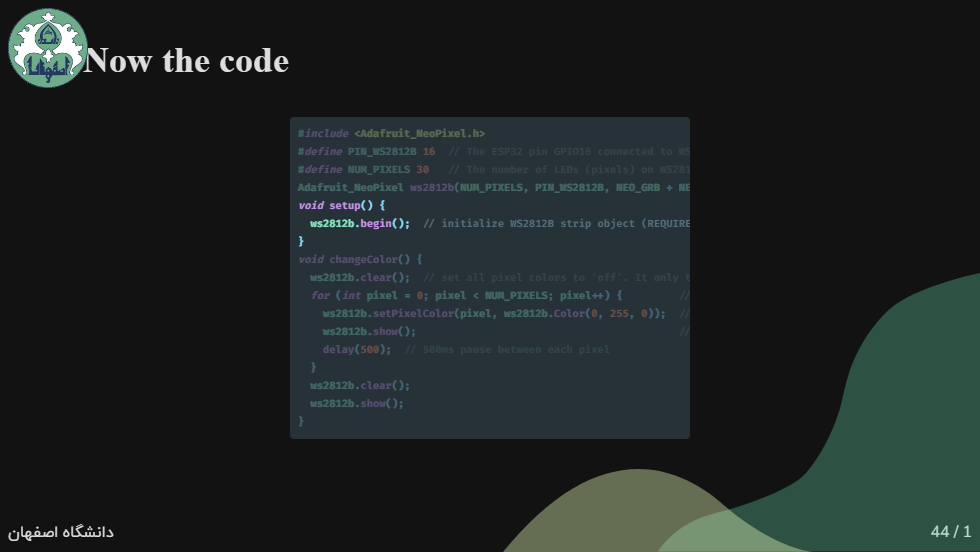 Now the code
#include <Adafruit_NeoPixel.h>
#define PIN_WS2812B 16  // The ESP32 pin GPIO16 connected to
#define NUM_PIXELS 30   // The number of LEDs (pixels) on
Adafruit_NeoPixel ws2812b(NUM_PIXELS, PIN_WS2812B, NEO_GRB +
void setup() {
  ws2812b.begin();  // initialize WS2812B strip object (REQUIRE
}
void changeColor() {
  ws2812b.clear();  // set all pixel colors to 'off'. It only
  for (int pixel = 0; pixel < NUM_PIXELS; pixel++) {         //
    ws2812b.setPixelColor(pixel, ws2812b.Color(0, 255, 0));  //
    ws2812b.show();                                          //
    delay(500);  // 500ms pause between each pixel
  }
  ws2812b.clear();
  ws2812b.show();
}
دانشگاه اصفهان
44 / 1